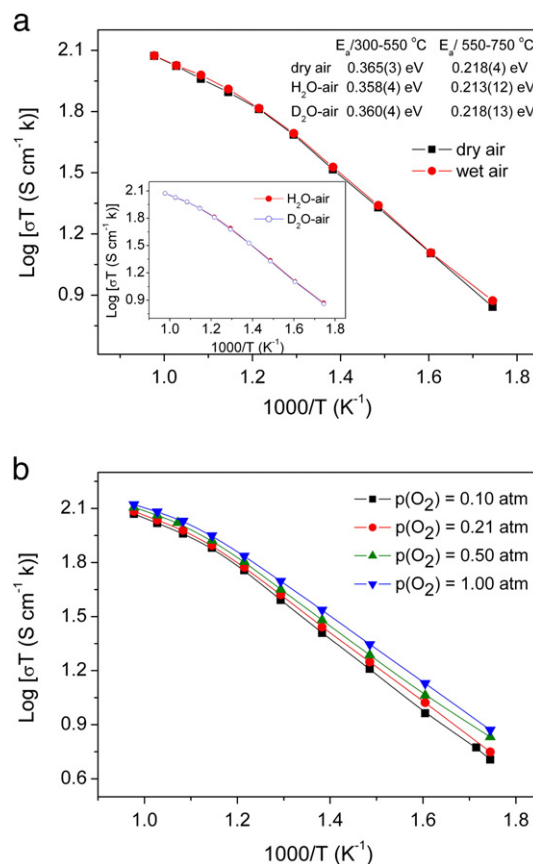 a
Eₐ/300-550 °C Eₐ/ 550-750 °C
dry air 0.365(3) eV 0.218(4) eV
H₂O-air 0.358(4) eV 0.213(12) eV
D₂O-air 0.360(4) eV 0.218(13) eV
dry air
wet air
Log [σT (S cm⁻¹ k)]
2.1
1.8
1.5
1.2
0.9
1.0 1.2 1.4 1.6 1.8
1000/T (K⁻¹)
H₂O-air
D₂O-air
Log [σT (S cm⁻¹ k)]
2.1
1.8
1.5
1.2
0.9
1.0 1.2 1.4 1.6 1.8
1000/T (K⁻¹)
b
p(O₂) = 0.10 atm
p(O₂) = 0.21 atm
p(O₂) = 0.50 atm
p(O₂) = 1.00 atm
Log [σT (S cm⁻¹ k)]
2.1
1.8
1.5
1.2
0.9
0.6
1.0 1.2 1.4 1.6 1.8
1000/T (K⁻¹)